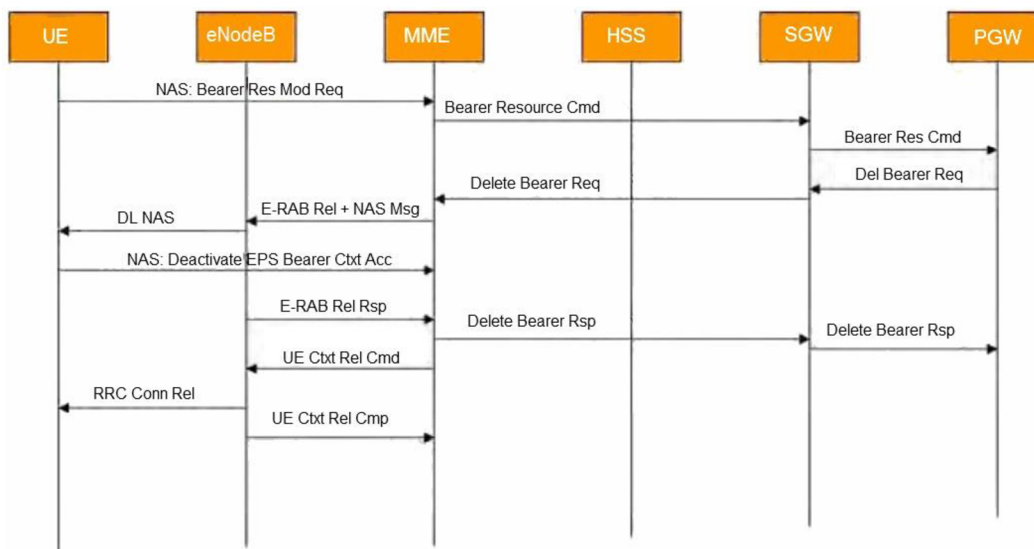 UE
eNodeB
MME
HSS
SGW
PGW
NAS: Bearer Res Mod Req
Bearer Resource Cmd
Bearer Res Cmd
Del Bearer Req
Delete Bearer Req
E-RAB Rel + NAS Msg
DL NAS
NAS: Deactivate EPS Bearer Ctxt Acc
E-RAB Rel Rsp
Delete Bearer Rsp
Delete Bearer Rsp
UE Ctxt Rel Cmd
RRC Conn Rel
UE Ctxt Rel Cmp